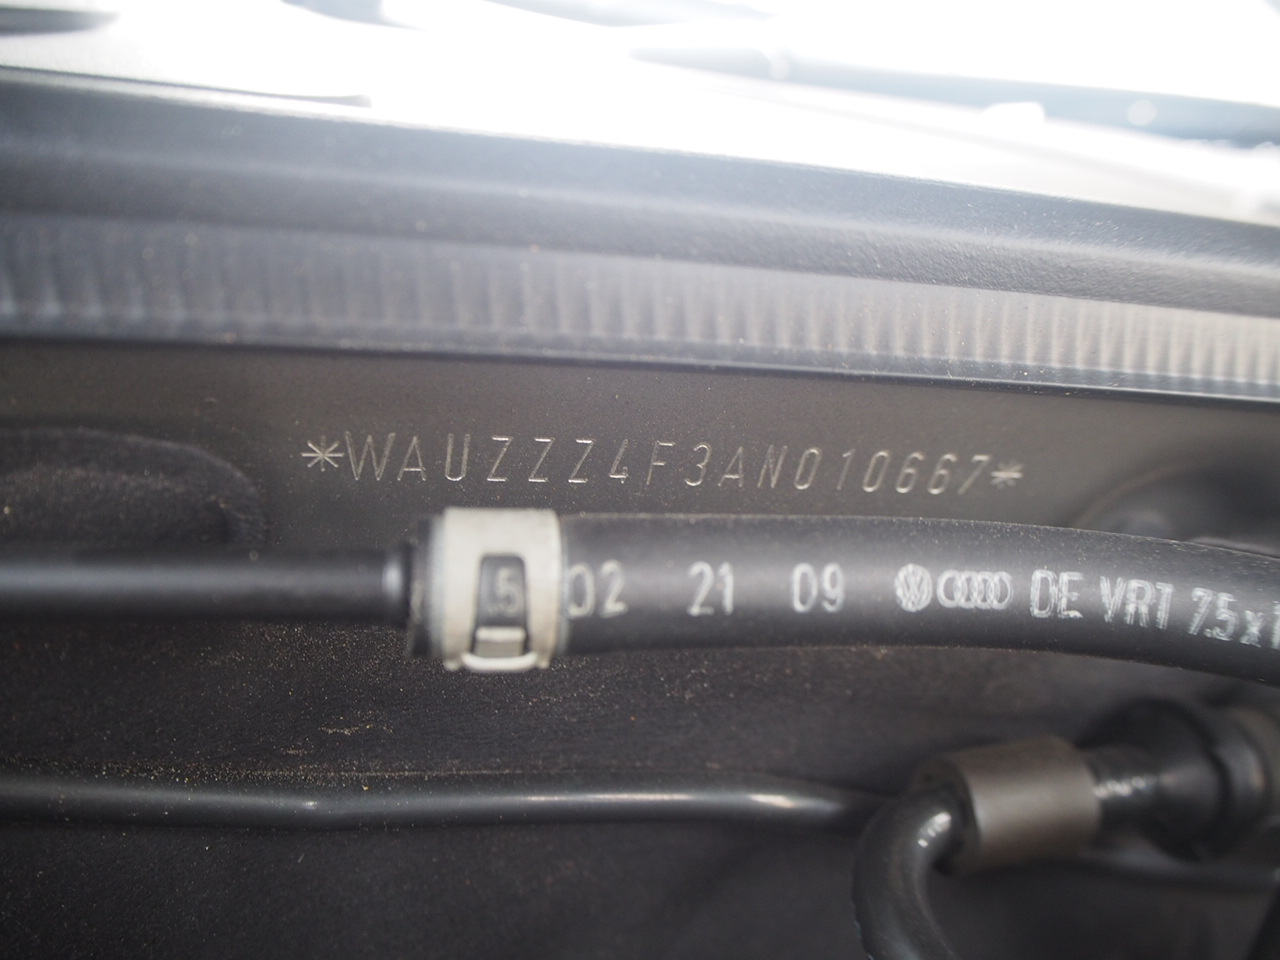 *WAUZZZ4F3AN010667*
.5 02 21 09 DE VRT 7.5x